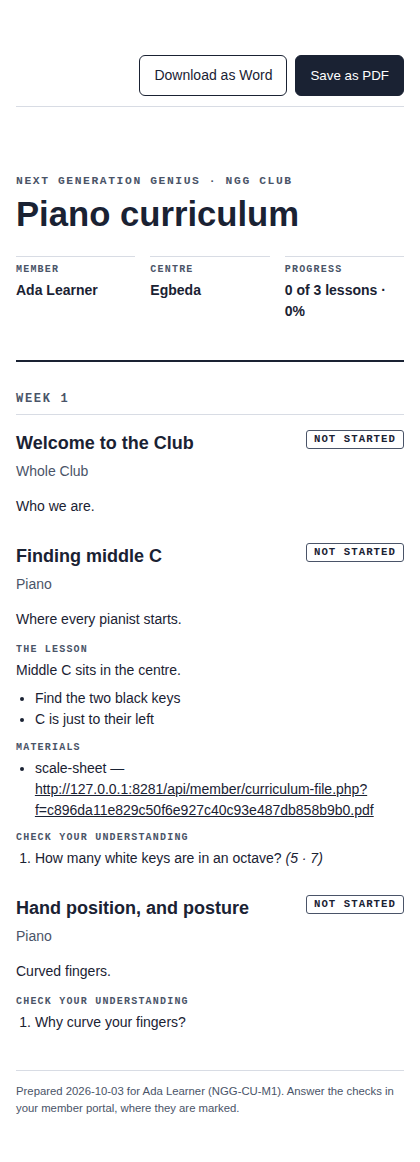 Download as Word
Save as PDF
NEXT GENERATION GENIUS · NGG CLUB
Piano curriculum
MEMBER
Ada Learner
CENTRE
Egbeda
PROGRESS
0 of 3 lessons ·
0%
WEEK 1
Welcome to the Club
NOT STARTED
Whole Club
Who we are.
Finding middle C
NOT STARTED
Piano
Where every pianist starts.
THE LESSON
Middle C sits in the centre.
• Find the two black keys
• C is just to their left
MATERIALS
• scale-sheet —
http://127.0.0.1:8281/api/member/curriculum-file.php?
f=c896da11e829c50f6e927c40c93e487db858b9b0.pdf
CHECK YOUR UNDERSTANDING
1. How many white keys are in an octave? (5 · 7)
Hand position, and posture
NOT STARTED
Piano
Curved fingers.
CHECK YOUR UNDERSTANDING
1. Why curve your fingers?
Prepared 2026-10-03 for Ada Learner (NGG-CU-M1). Answer the checks in
your member portal, where they are marked.